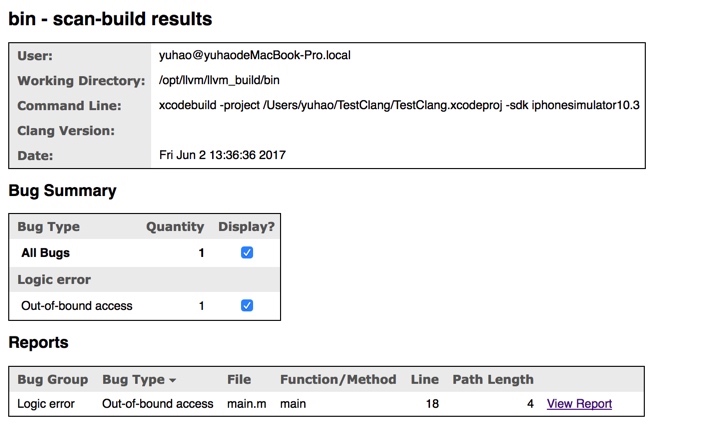 bin - scan-build results
User: yuhao@yuhaodeMacBook-Pro.local
Working Directory: /opt/llvm/llvm_build/bin
Command Line: xcodebuild -project /Users/yuhao/TestClang/TestClang.xcodeproj -sdk iphonesimulator10.3
Clang Version:
Date: Fri Jun 2 13:36:36 2017
Bug Summary
Bug Type Quantity Display?
All Bugs 1
Logic error
Out-of-bound access 1
Reports
Bug Group Bug Type File Function/Method Line Path Length
Logic error Out-of-bound access main.m main 18 4 View Report